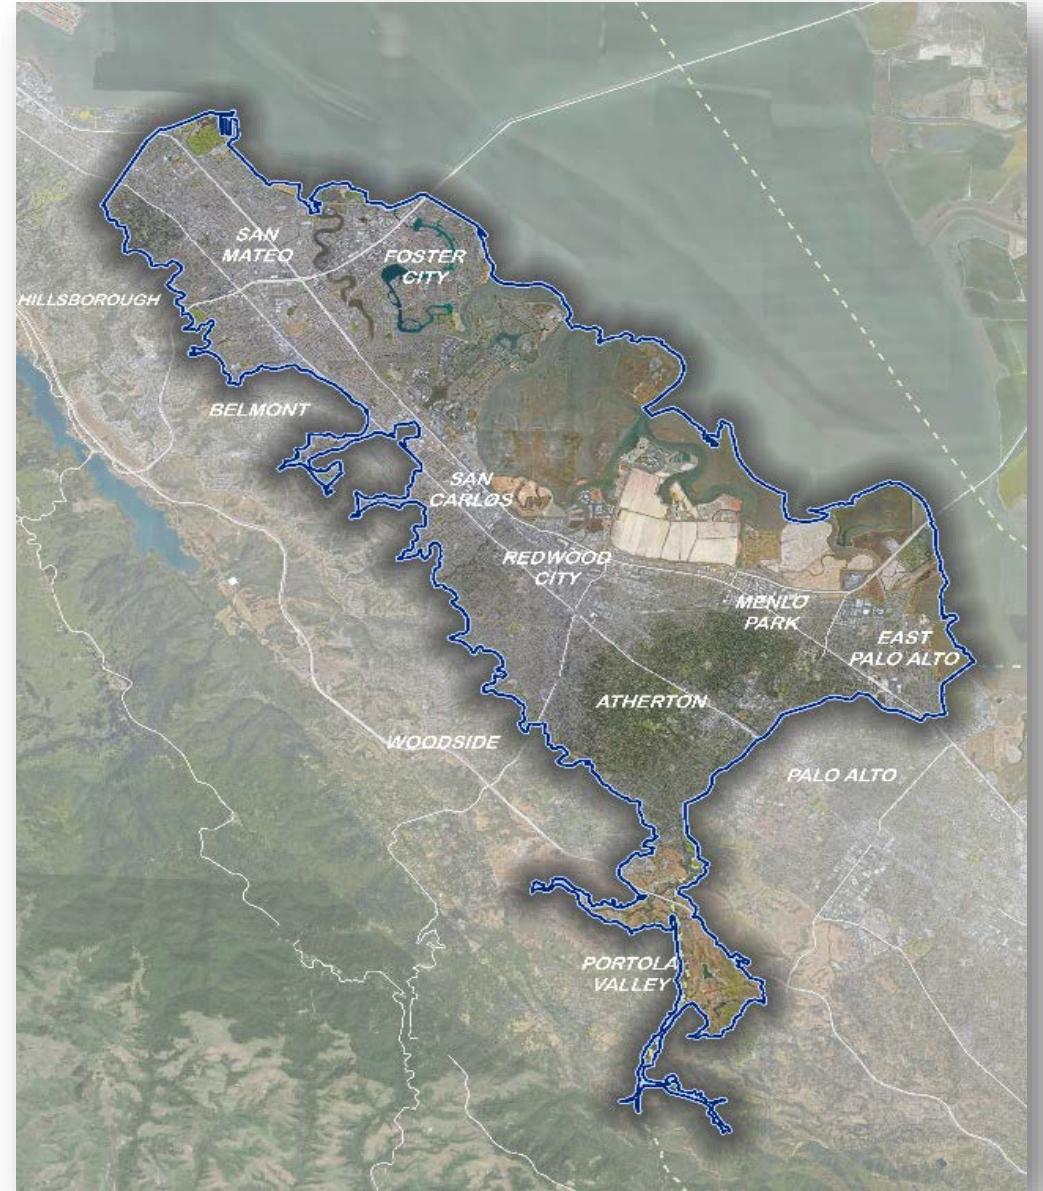 SAN
MATEO
FOSTER
CITY
HILLSBOROUGH
BELMONT
SAN
CARLOS
REDWOOD
CITY
MENLO
PARK
EAST
PALO ALTO
ATHERTON
WOODSIDE
PALO ALTO
PORTOLA
VALLEY